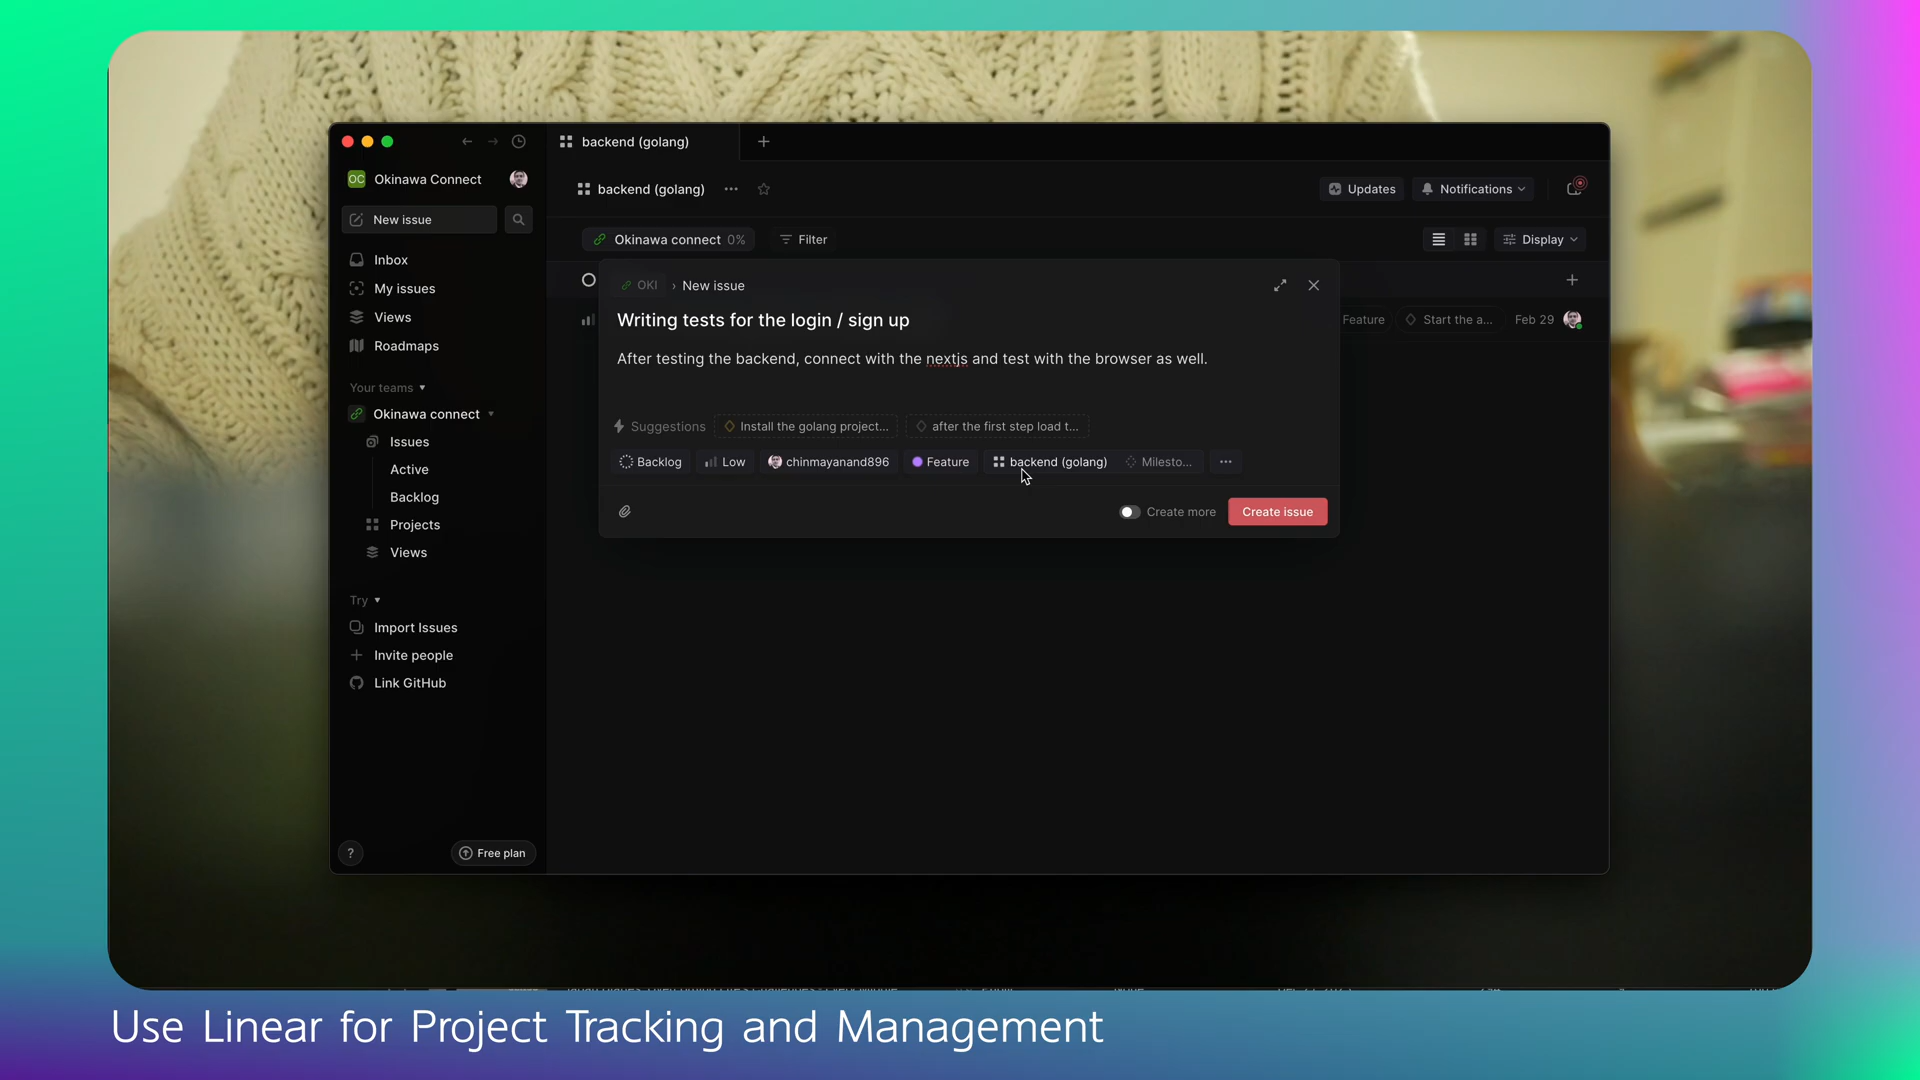 backend (golang)
OC Okinawa Connect
backend (golang)
Updates
Notifications
New issue
Okinawa connect 0%
Filter
Display
Inbox
My issues
Views
Roadmaps
Your teams
Okinawa connect
Issues
Active
Backlog
Projects
Views
Try
Import Issues
Invite people
Link GitHub
?
Free plan
OKI › New issue
Writing tests for the login / sign up
After testing the backend, connect with the nextjs and test with the browser as well.
Suggestions
Install the golang project...
after the first step load t...
Backlog
Low
chinmayanand896
Feature
backend (golang)
Milesto...
Create more
Create issue
Feature
Start the a...
Feb 29
Use Linear for Project Tracking and Management